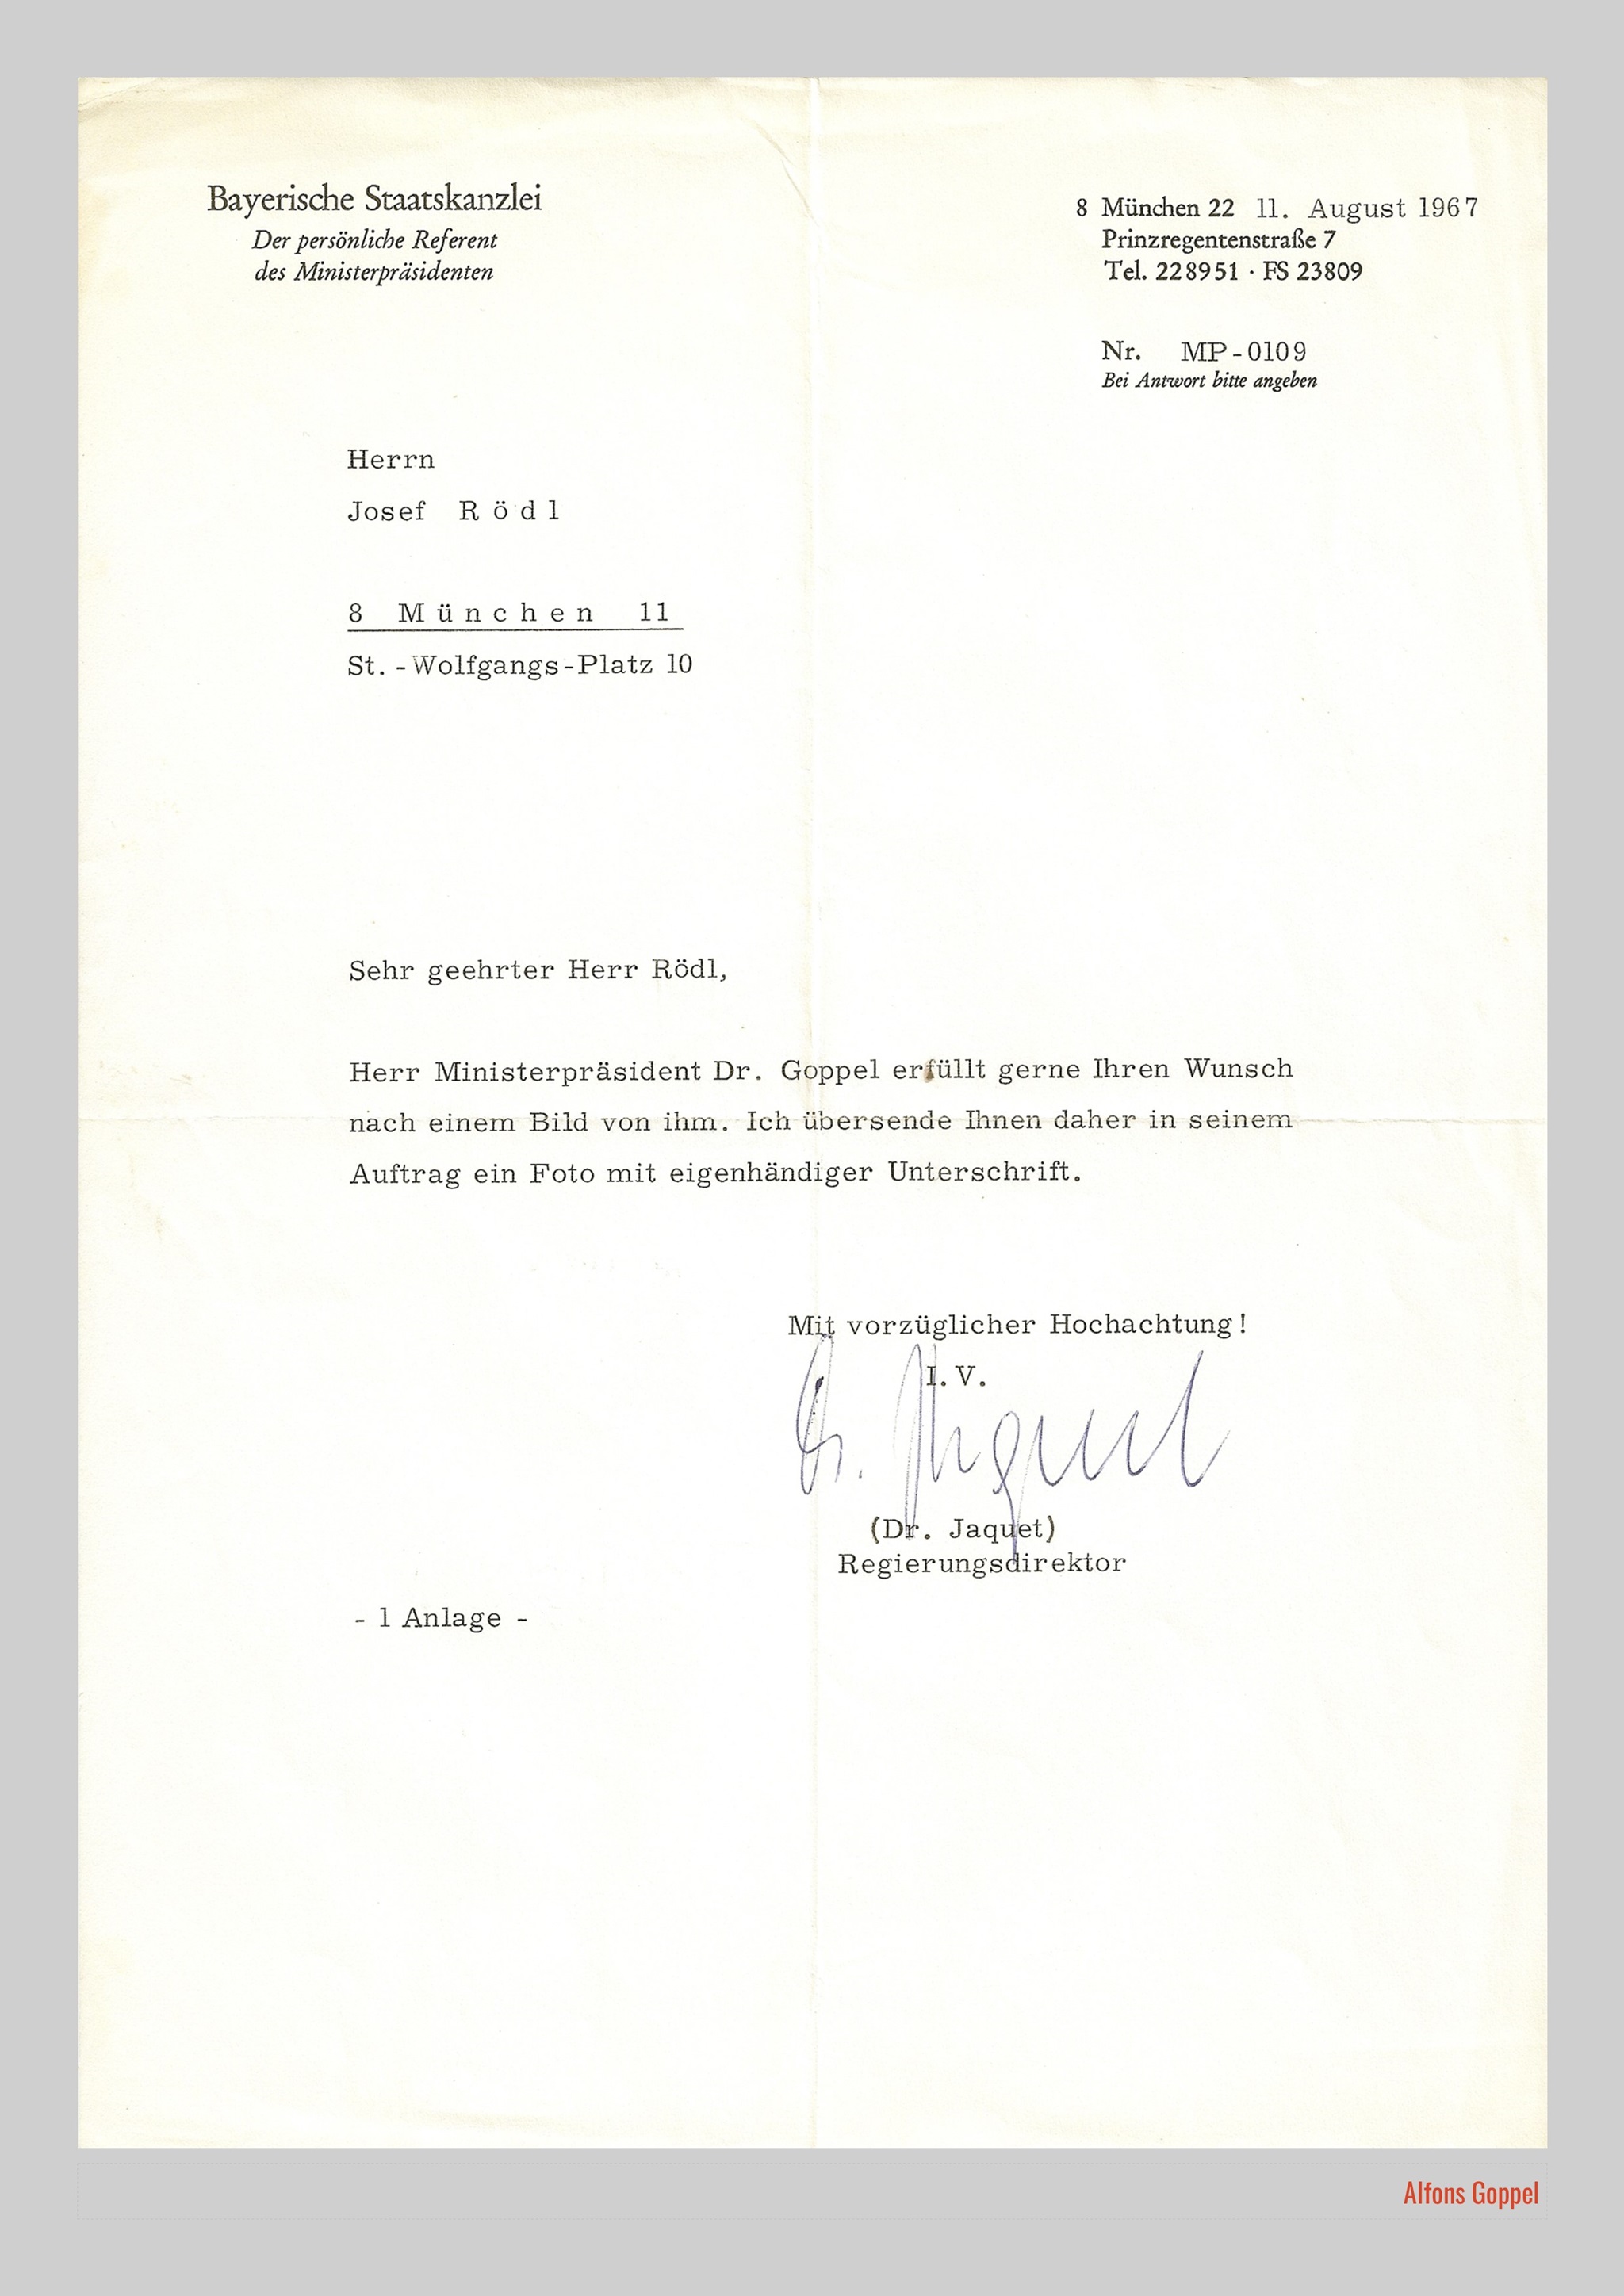 Bayerische Staatskanzlei
Der persönliche Referent
des Ministerpräsidenten
8 München 22 11. August 1967
Prinzregentenstraße 7
Tel. 228951 · FS 23809
Nr. MP-0109
Bei Antwort bitte angeben
Herrn
Josef R ö d l
8 M ü n c h e n 11
St.-Wolfgangs-Platz 10
Sehr geehrter Herr Rödl,
Herr Ministerpräsident Dr. Goppel erfüllt gerne Ihren Wunsch
nach einem Bild von ihm. Ich übersende Ihnen daher in seinem
Auftrag ein Foto mit eigenhändiger Unterschrift.
Mit vorzüglicher Hochachtung!
I.V.
Dr. Jaquet
(Dr. Jaquet)
Regierungsdirektor
- 1 Anlage -
Alfons Goppel